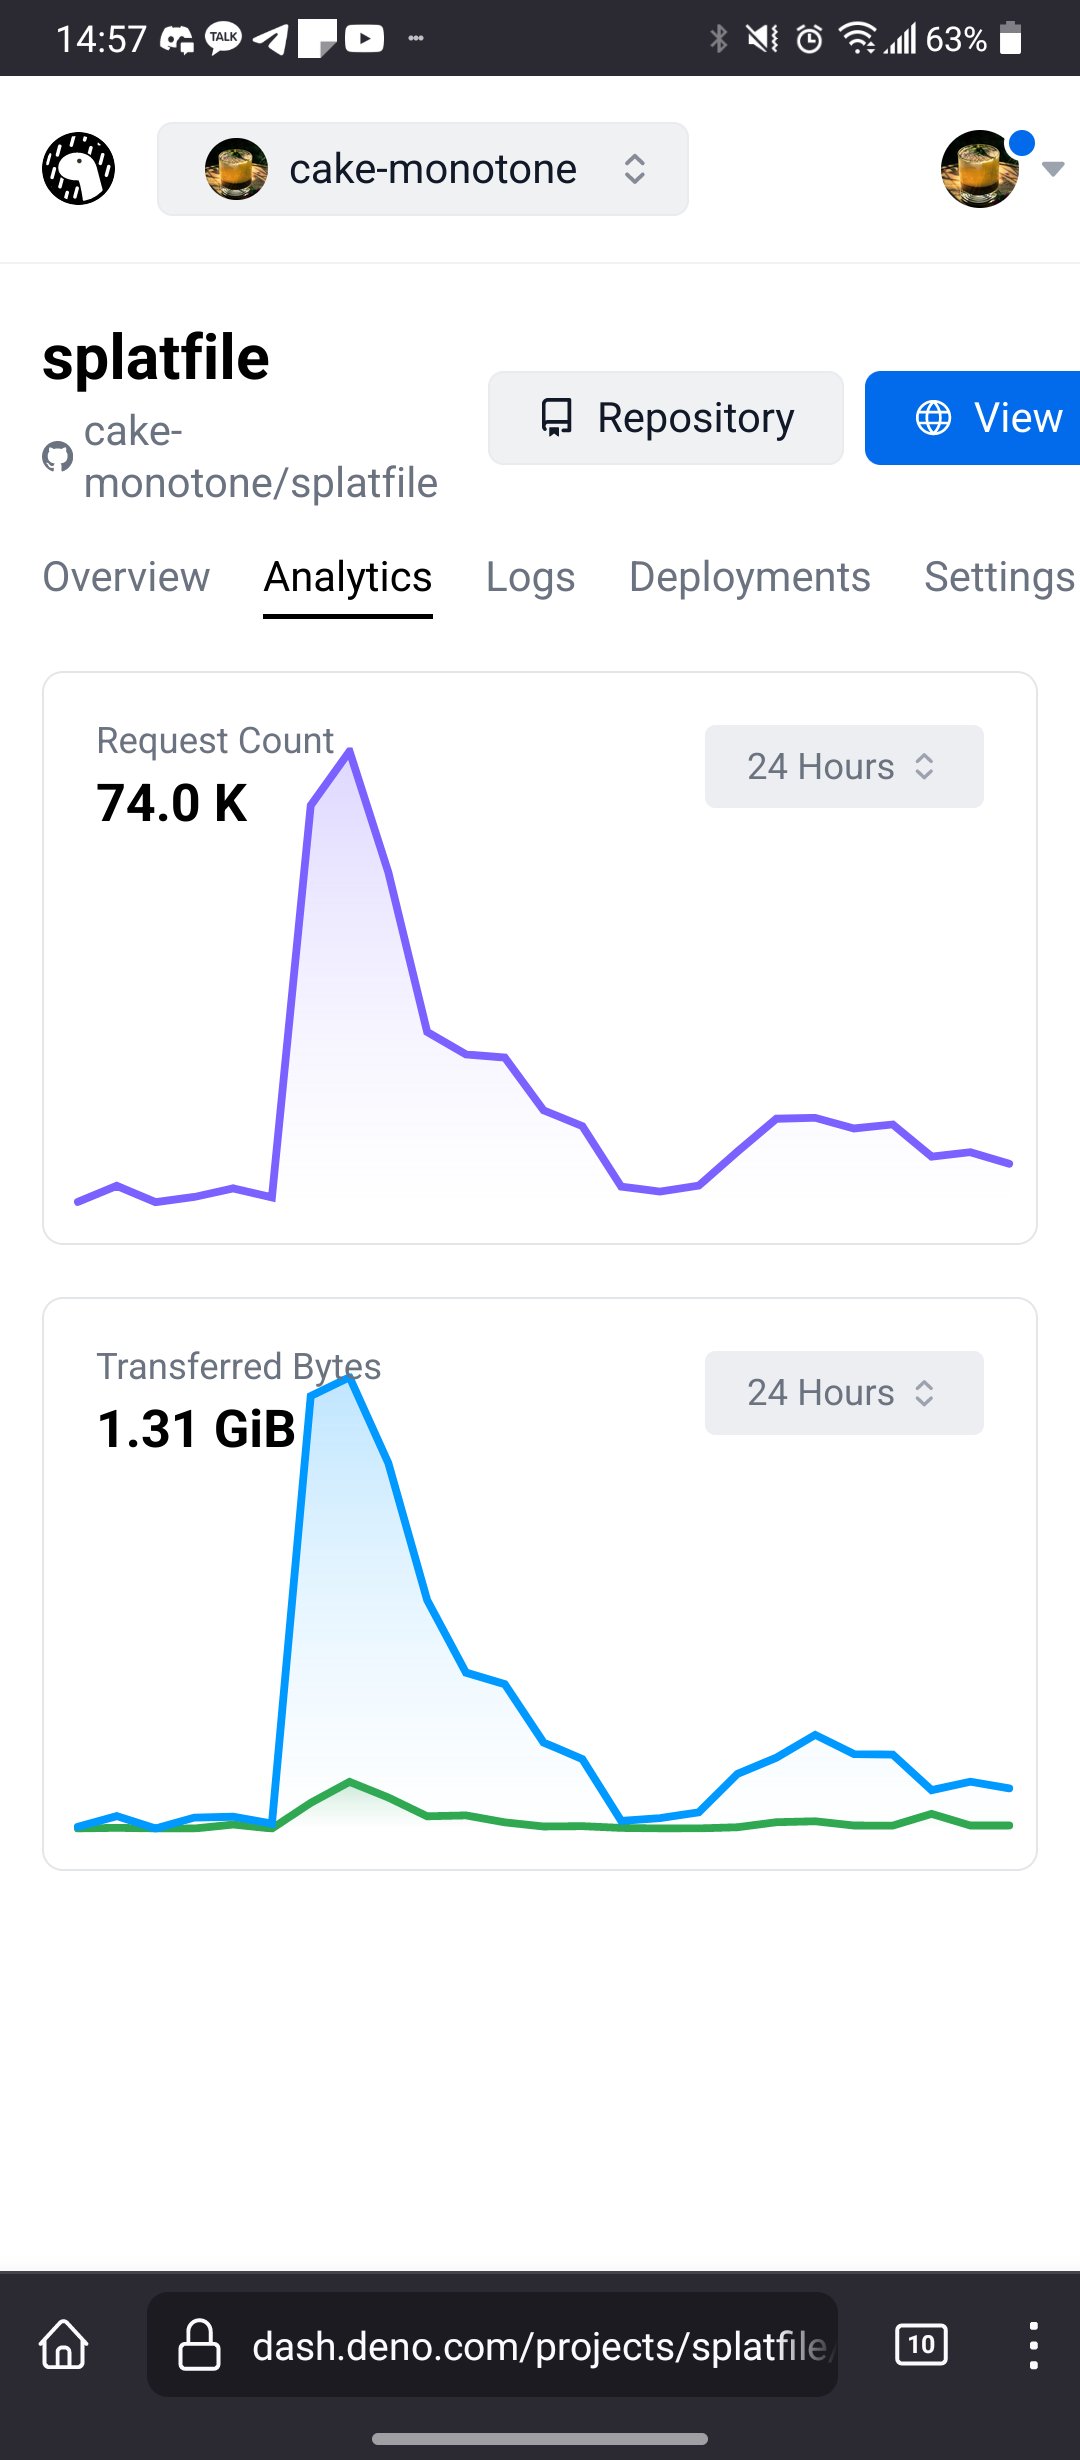 14:57 TALK 63%
cake-monotone
splatfile
cake-
monotone/splatfile
Repository
View
Overview Analytics Logs Deployments Settings
Request Count
74.0 K
24 Hours
Transferred Bytes
1.31 GiB
24 Hours
dash.deno.com/projects/splatfile/
10